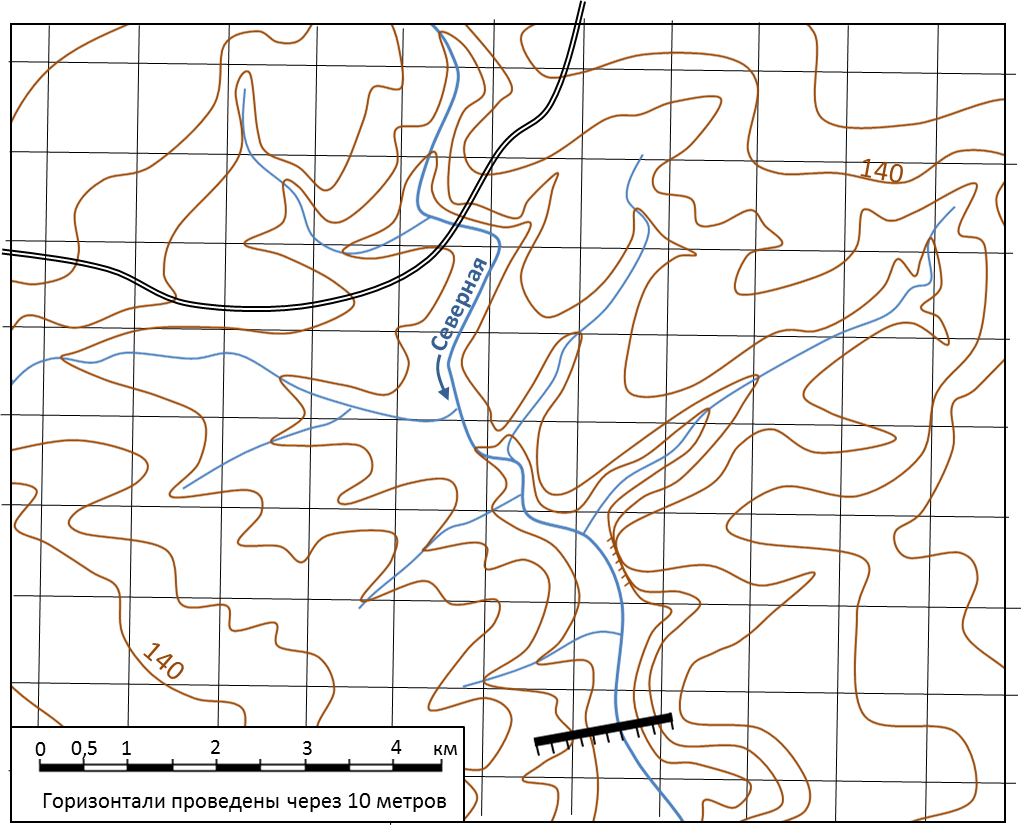 140
Северная
140
0 0,5 1 2 3 4 км
Горизонтали проведены через 10 метров